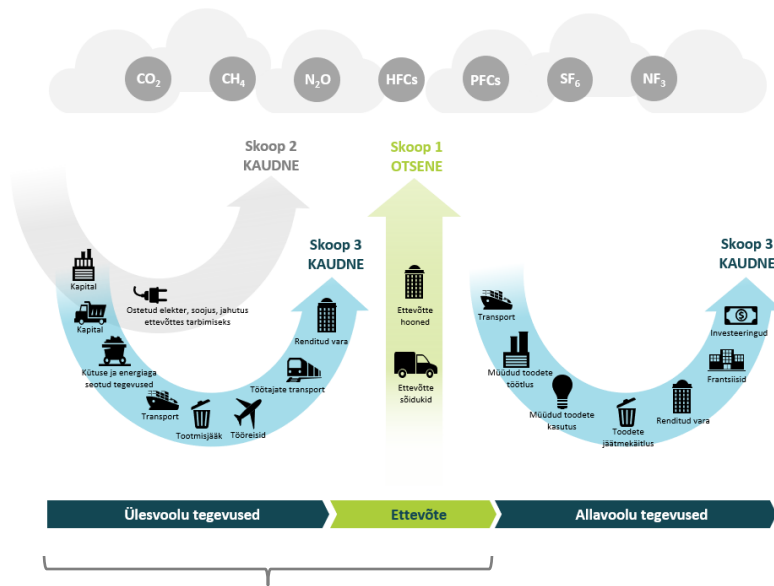 CO₂
CH₄
N₂O
HFCs
PFCs
SF₆
NF₃
Skoop 2
KAUDNE
Skoop 1
OTSENE
Skoop 3
KAUDNE
Skoop 3
KAUDNE
Kapital
Ostetud elekter, soojus, jahutus
ettevõttes tarbimiseks
Kapital
Kütuse ja energiaga
seotud tegevused
Transport
Tootmisjääk
Tööreisid
Töötajate transport
Renditud vara
Ettevõtte
hooned
Ettevõtte
sõidukid
Transport
Müüdud toodete
töötlus
Müüdud toodete
kasutus
Toodete
jäätmekäitlus
Renditud vara
Frantsiisid
Investeeringud
Ülesvoolu tegevused
Ettevõte
Allavoolu tegevused